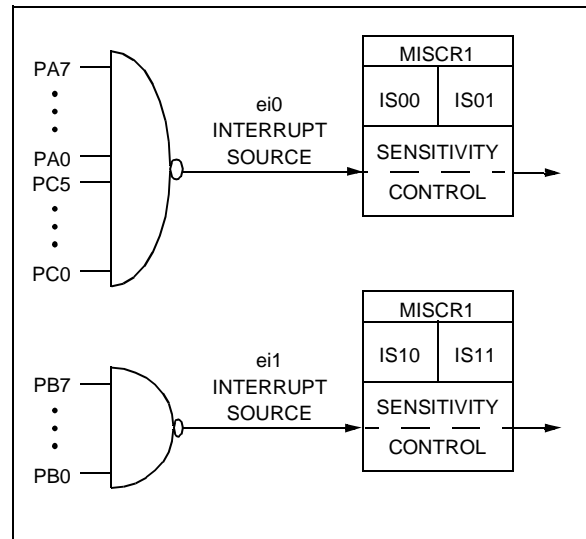 PA7
PA0
PC5
PC0
ei0
INTERRUPT
SOURCE
MISCR1
IS00 IS01
SENSITIVITY
CONTROL
PB7
PB0
ei1
INTERRUPT
SOURCE
MISCR1
IS10 IS11
SENSITIVITY
CONTROL